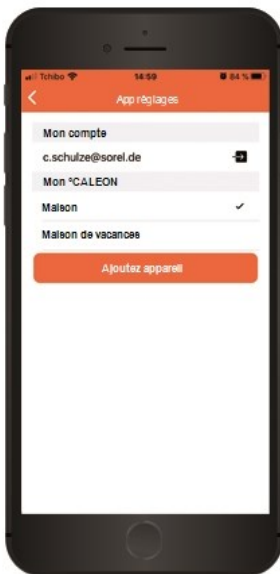 Tchibo 14:59 84 %
App réglages
Mon compte
c.schulze@sorel.de
Mon °CALEON
Maison
Maison de vacances
Ajoutez appareil